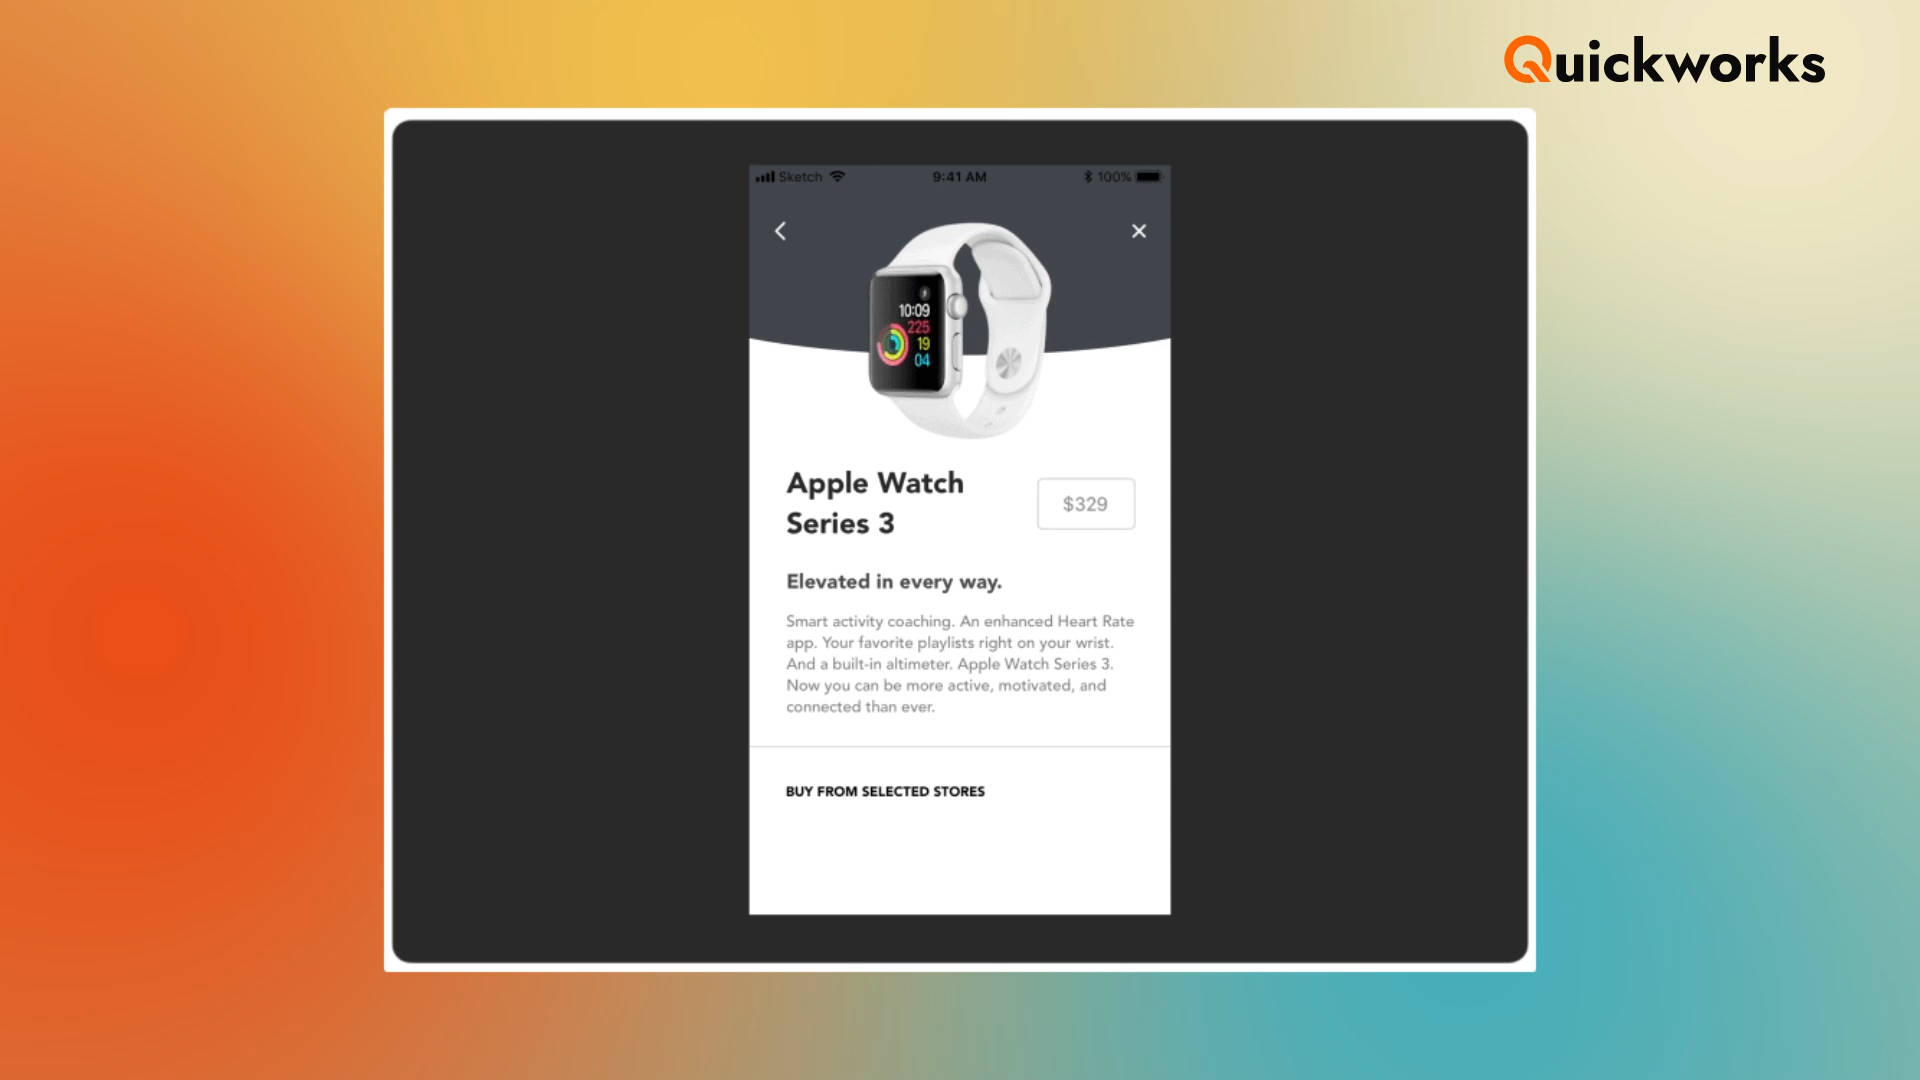 Quickworks
Sketch 9:41 AM 100%
10:09
225
19
04
Apple Watch
Series 3
$329
Elevated in every way.
Smart activity coaching. An enhanced Heart Rate
app. Your favorite playlists right on your wrist.
And a built-in altimeter. Apple Watch Series 3.
Now you can be more active, motivated, and
connected than ever.
BUY FROM SELECTED STORES